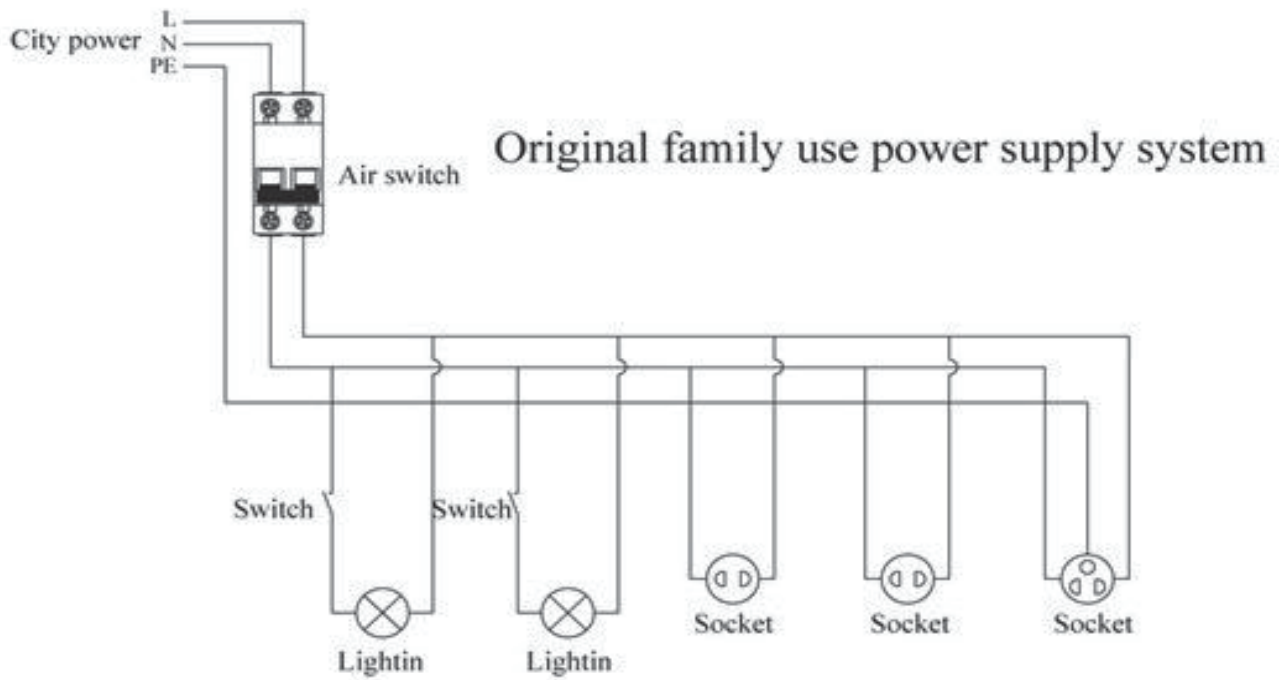 L
City power N
PE
Original family use power supply system
Air switch
Switch
Switch
Socket
Socket
Socket
Lightin
Lightin